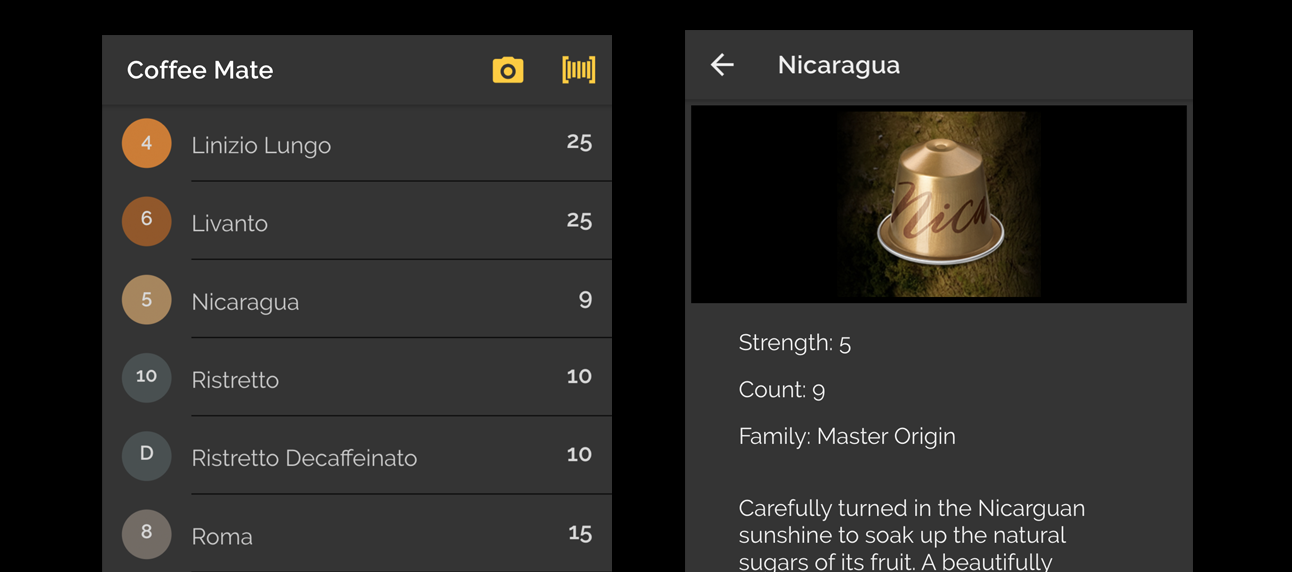 Coffee Mate
4 Linizio Lungo 25
6 Livanto 25
5 Nicaragua 9
10 Ristretto 10
D Ristretto Decaffeinato 10
8 Roma 15
Nicaragua
Nica
Strength: 5
Count: 9
Family: Master Origin
Carefully turned in the Nicarguan
sunshine to soak up the natural
sugars of its fruit. A beautifully